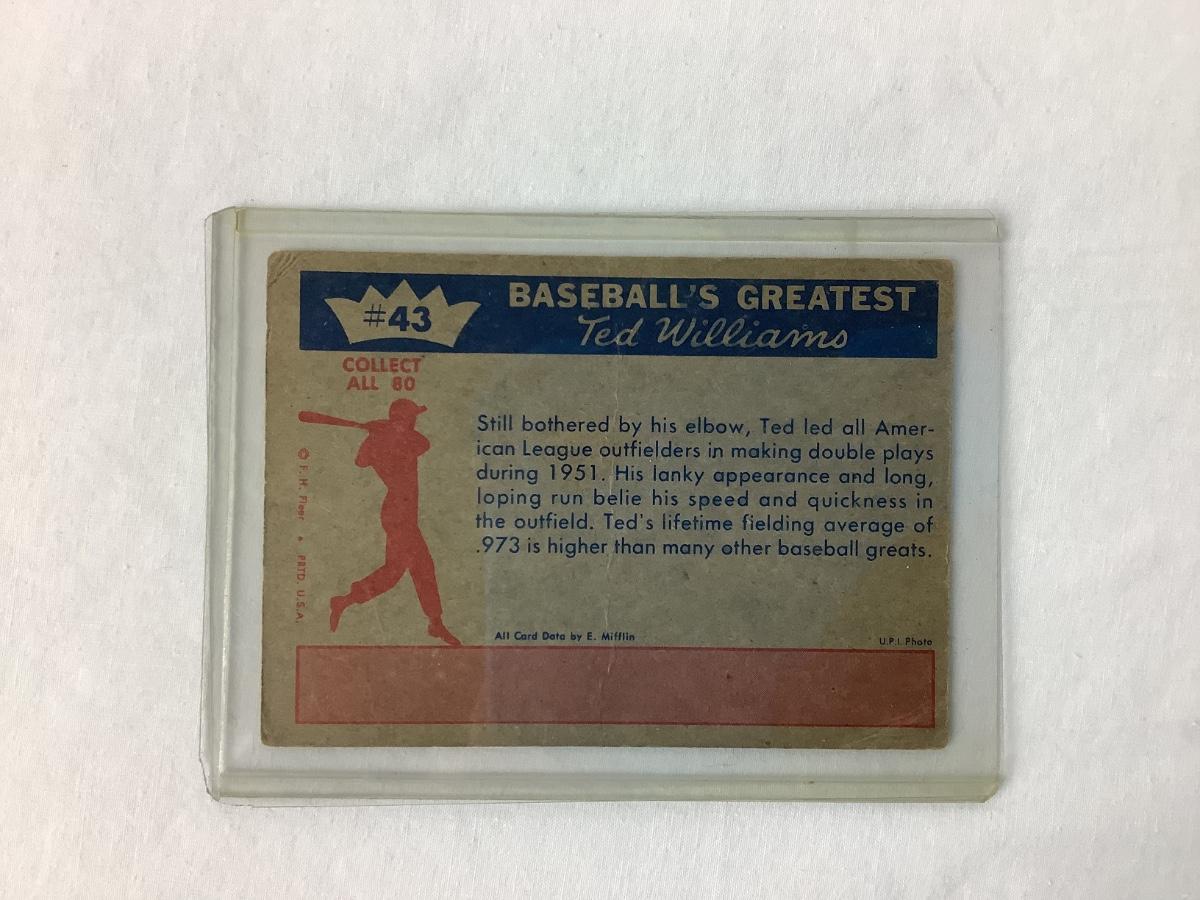 #43
BASEBALL'S GREATEST
Ted Williams
COLLECT
ALL 80
Still bothered by his elbow, Ted led all Amer-
ican League outfielders in making double plays
during 1951. His lanky appearance and long,
loping run belie his speed and quickness in
the outfield. Ted's lifetime fielding average of
.973 is higher than many other baseball greats.
© F. H. Fleer • PRTD. U.S.A.
All Card Data by E. Mifflin
U.P.I. Photo